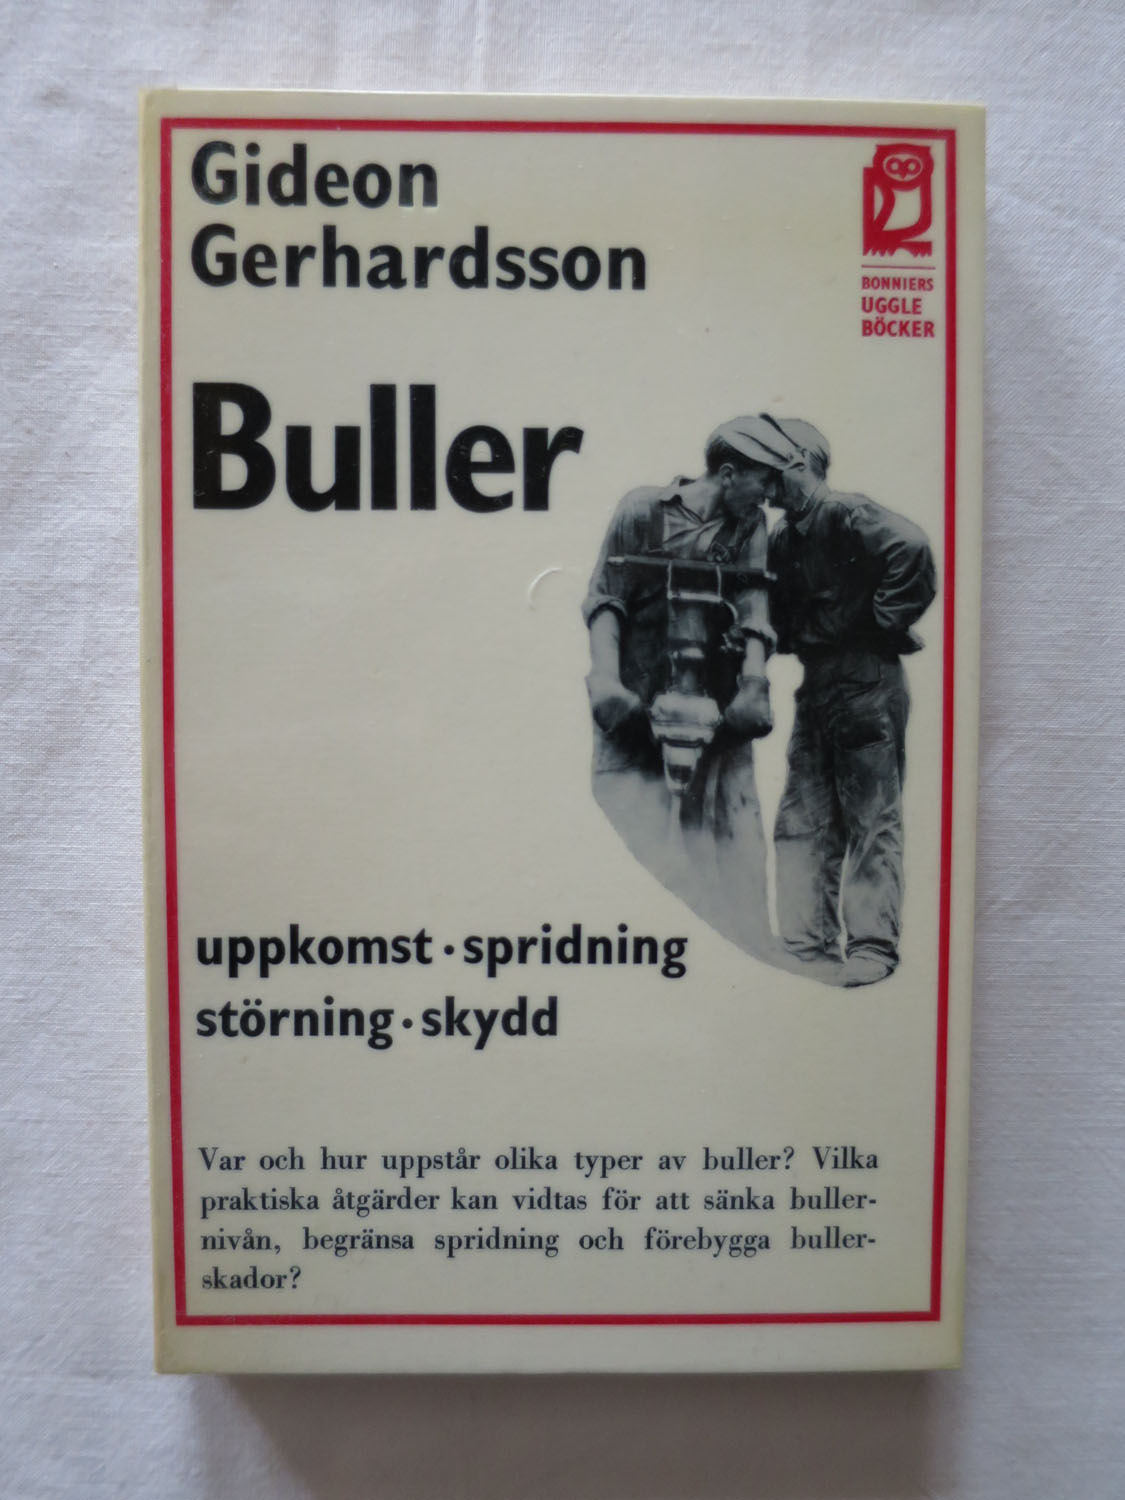 Gideon
Gerhardsson
BONNIERS
UGGLE
BÖCKER
Buller
uppkomst · spridning
störning · skydd
Var och hur uppstår olika typer av buller? Vilka
praktiska åtgärder kan vidtas för att sänka buller-
nivån, begränsa spridning och förebygga buller-
skador?